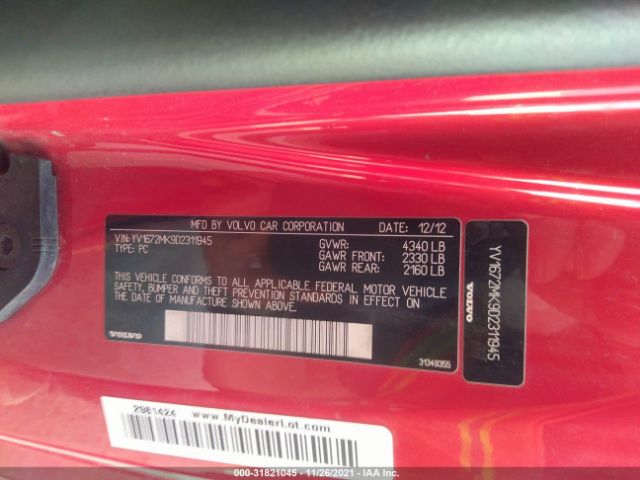 MFD BY VOLVO CAR CORPORATION DATE: 12/12
VIN: YV1672MK9D2311945
TYPE: PC
GVWR: 4340 LB
GAWR FRONT: 2330 LB
GAWR REAR: 2160 LB
THIS VEHICLE CONFORMS TO ALL APPLICABLE FEDERAL MOTOR VEHICLE
SAFETY, BUMPER AND THEFT PREVENTION STANDARDS IN EFFECT ON THE
DATE OF MANUFACTURE SHOWN ABOVE.
VOLVO
31349355
YV1672MK9D2311945
VOLVO
2981424
www.MyDealerLot.com
000-31821045 - 11/26/2021 - IAA Inc.